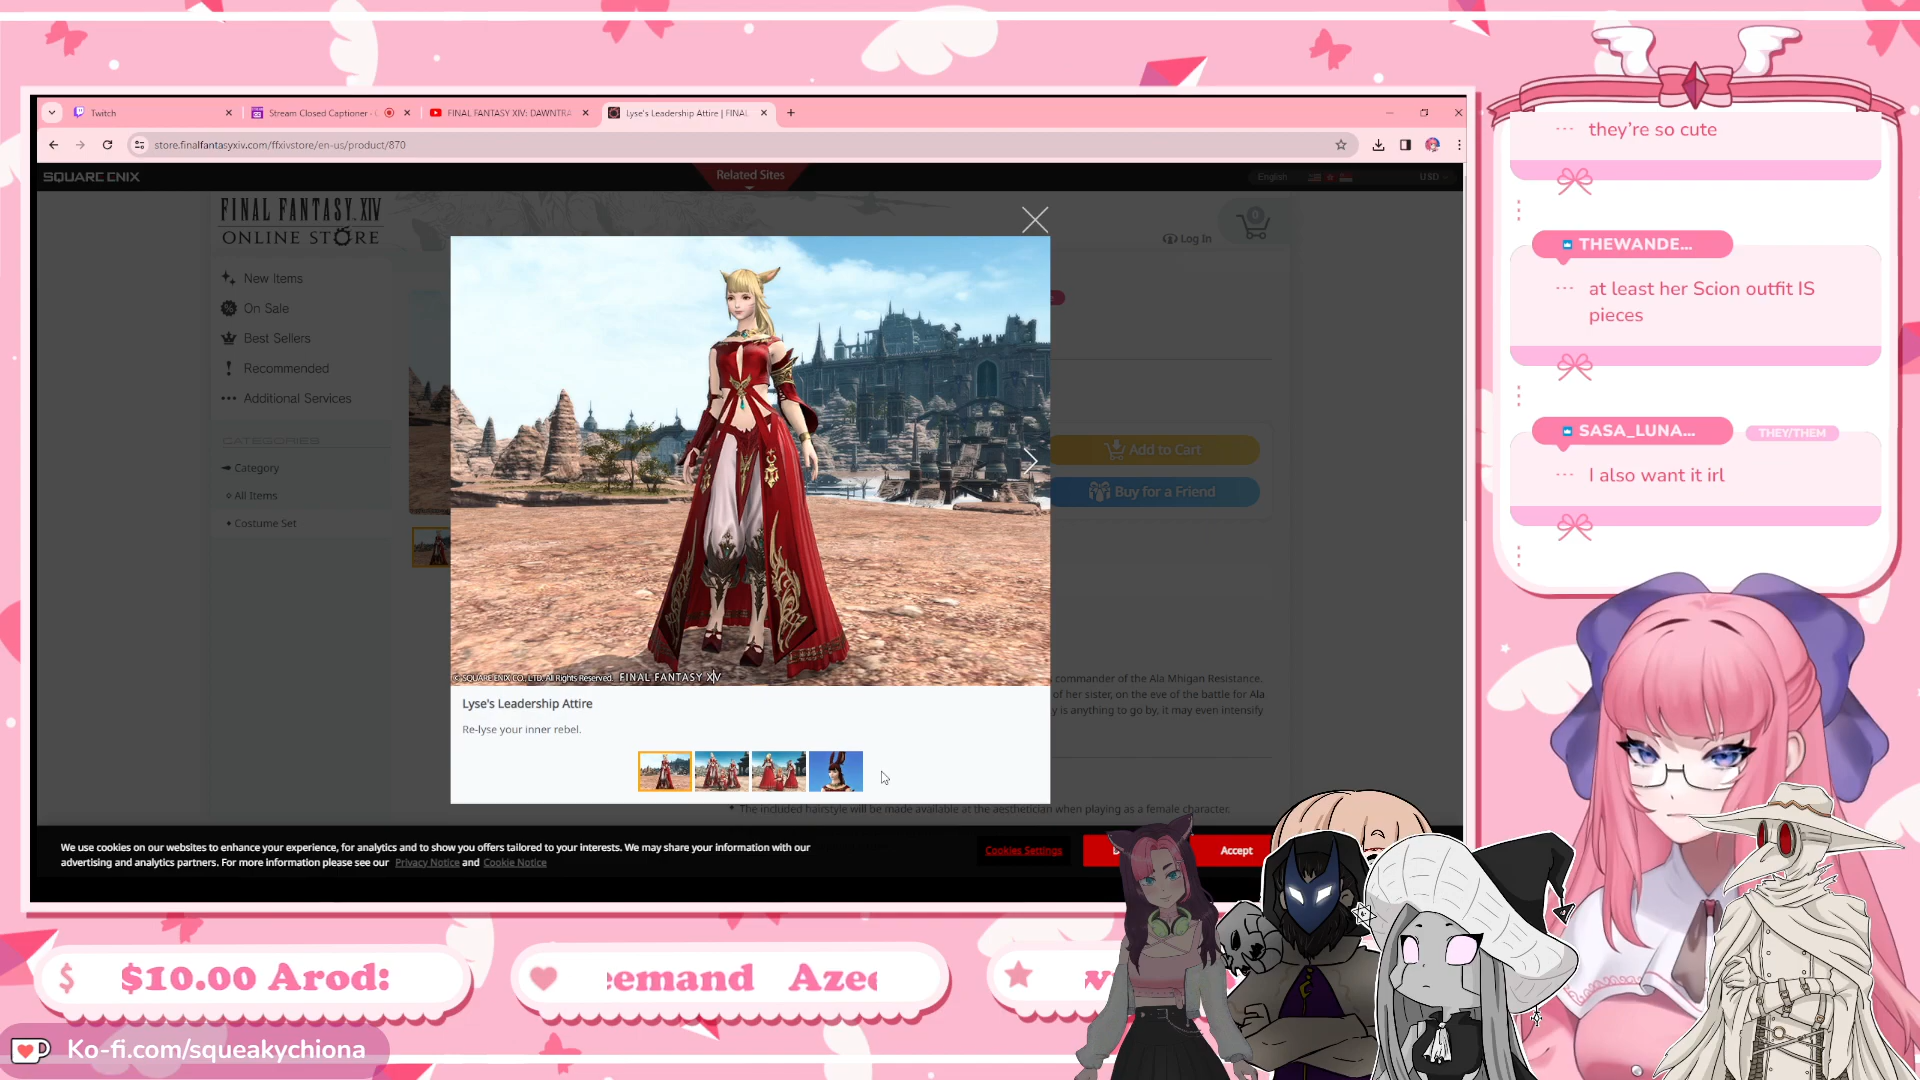 Twitch
Stream Closed Captioner - C
FINAL FANTASY XIV: DAWNTRA
Lyse's Leadership Attire | FINAL
store.finalfantasyxiv.com/ffxivstore/en-us/product/870
SQUARE ENIX
Related Sites
English
USD
FINAL FANTASY XIV
ONLINE STORE
0
Log In
New Items
On Sale
Best Sellers
Recommended
Additional Services
CATEGORIES
Category
All Items
Costume Set
Add to Cart
Buy for a Friend
commander of the Ala Mhigan Resistance.
of her sister, on the eve of the battle for Ala
y is anything to go by, it may even intensify
© SQUARE ENIX CO., LTD. All Rights Reserved. FINAL FANTASY XIV
Lyse's Leadership Attire
Re-lyse your inner rebel.
* The included hairstyle will be made available at the aesthetician when playing as a female character.
We use cookies on our websites to enhance your experience, for analytics and to show you offers tailored to your interests. We may share your information with our
advertising and analytics partners. For more information please see our Privacy Notice and Cookie Notice
Cookies Settings
Accept
they're so cute
THEWANDE...
at least her Scion outfit IS
pieces
SASA_LUNA...
THEY/THEM
I also want it irl
$10.00 Arod:
eemand Azee
Ko-fi.com/squeakychiona